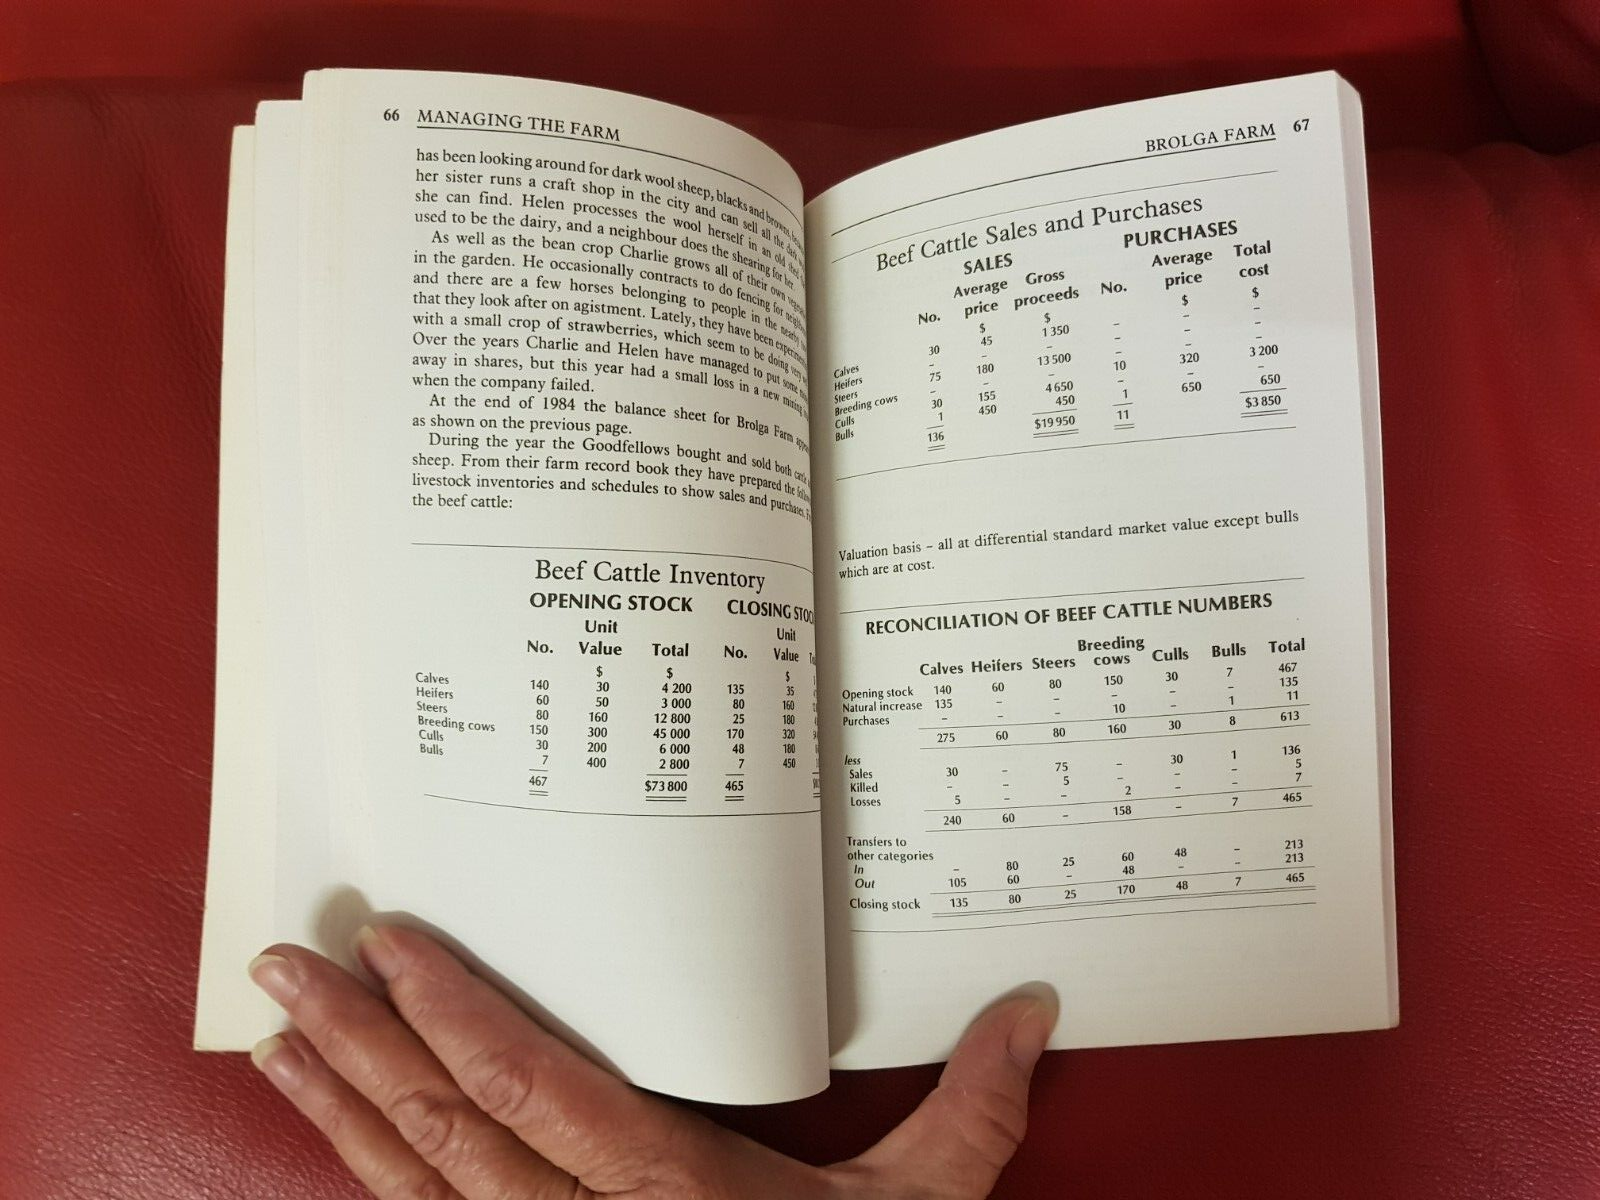 66 MANAGING THE FARM
has been looking around for dark wool sheep, blacks and browns,
her sister runs a craft shop in the city and can sell all the dark
she can find. Helen processes the wool herself in an old shed
used to be the dairy, and a neighbour does the shearing for her.
As well as the bean crop Charlie grows all of their own
in the garden. He occasionally contracts to do fencing for
and there are a few horses belonging to people in the nearby
that they look after on agistment. Lately, they have been
with a small crop of strawberries, which seem to be doing very
Over the years Charlie and Helen have managed to put some
away in shares, but this year had a small loss in a new mining
when the company failed.
At the end of 1984 the balance sheet for Brolga Farm
as shown on the previous page.
During the year the Goodfellows bought and sold both
sheep. From their farm record book they have prepared the
livestock inventories and schedules to show sales and purchases.
the beef cattle:
Beef Cattle Inventory
OPENING STOCK CLOSING
Unit Unit
No. Value Total No. Value
$ $ $
Calves 140 30 4 200 135 35
Heifers 60 50 3 000 80 160
Steers 80 160 12 800 25 180
Breeding cows 150 300 45 000 170 320
Culls 30 200 6 000 48 180
Bulls 7 400 2 800 7 450
467 $73 800 465
BROLGA FARM 67
Beef Cattle Sales and Purchases
SALES PURCHASES
Average Gross Average Total
No. price proceeds No. price cost
$ $ $ $
Calves 30 45 1 350 – – –
Heifers – – – – – –
Steers 75 180 13 500 – – –
Breeding cows – – – 10 320 3 200
Culls 30 155 4 650 – – –
Bulls 1 450 450 1 650 650
136 $19 950 11 $3 850
Valuation basis – all at differential standard market value except bulls
which are at cost.
RECONCILIATION OF BEEF CATTLE NUMBERS
Breeding
Calves Heifers Steers cows Culls Bulls Total
Opening stock 140 60 80 150 30 7 467
Natural increase 135 – – – – – 135
Purchases – – – 10 – 1 11
275 60 80 160 30 8 613
less
Sales 30 – 75 – 30 1 136
Killed – – 5 – – – 5
Losses 5 – – 2 – – 7
240 60 – 158 – 7 465
Transfers to
other categories
In – 80 25 60 48 – 213
Out 105 60 – 48 – – 213
Closing stock 135 80 25 170 48 7 465